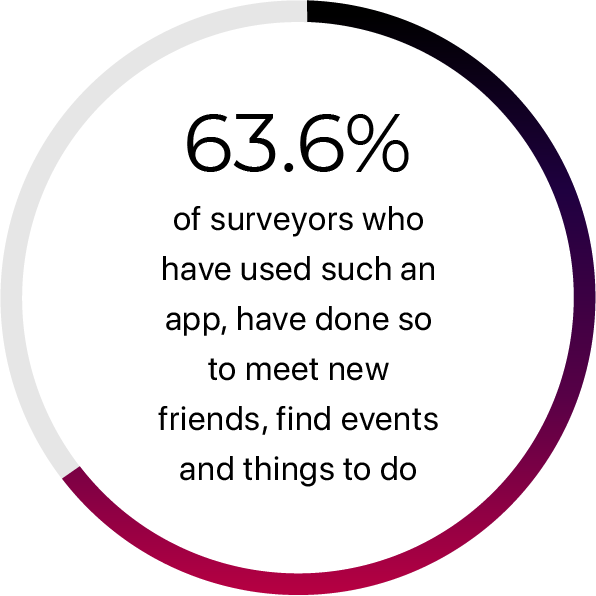 63.6%
of surveyors who
have used such an
app, have done so
to meet new
friends, find events
and things to do